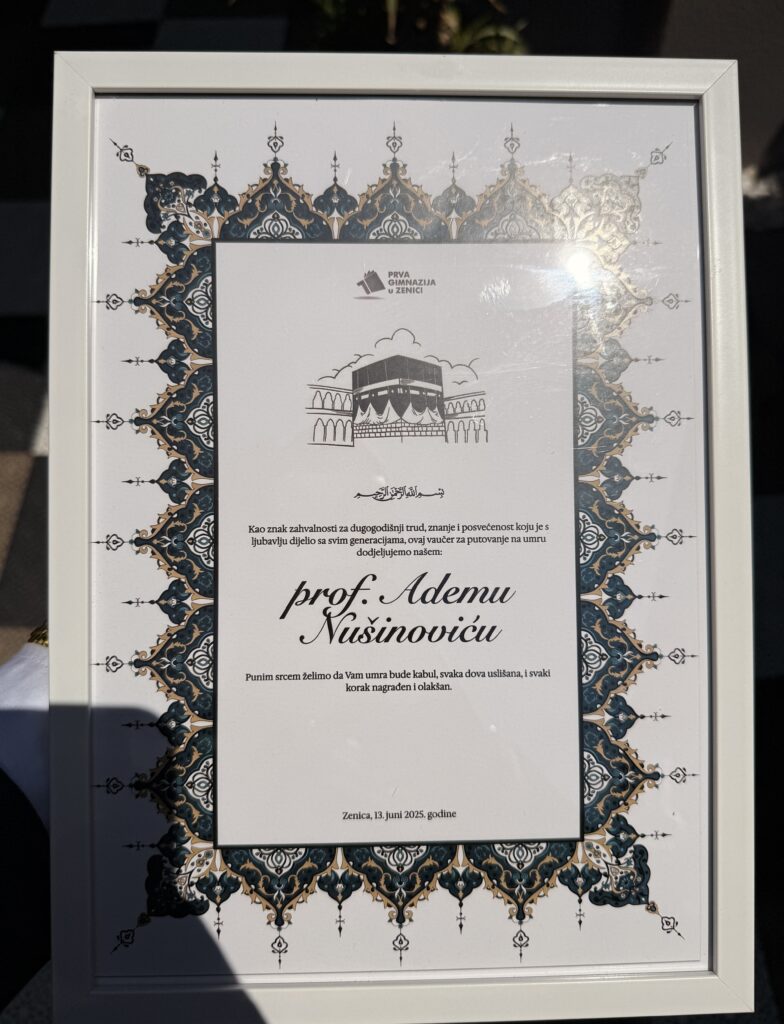 PRVA
GIMNAZIJA
U ZENICI
بسم الله الرحمن الرحيم
Kao znak zahvalnosti za dugogodišnji trud, znanje i posvećenost koju je s
ljubavlju dijelio sa svim generacijama, ovaj vaučer za putovanje na umru
dodjeljujemo našem:
prof. Ademu
Nušinoviću
Punim srcem želimo da Vam umra bude kabul, svaka dova uslišana, i svaki
korak nagrađen i olakšan.
Zenica, 13. juni 2025. godine